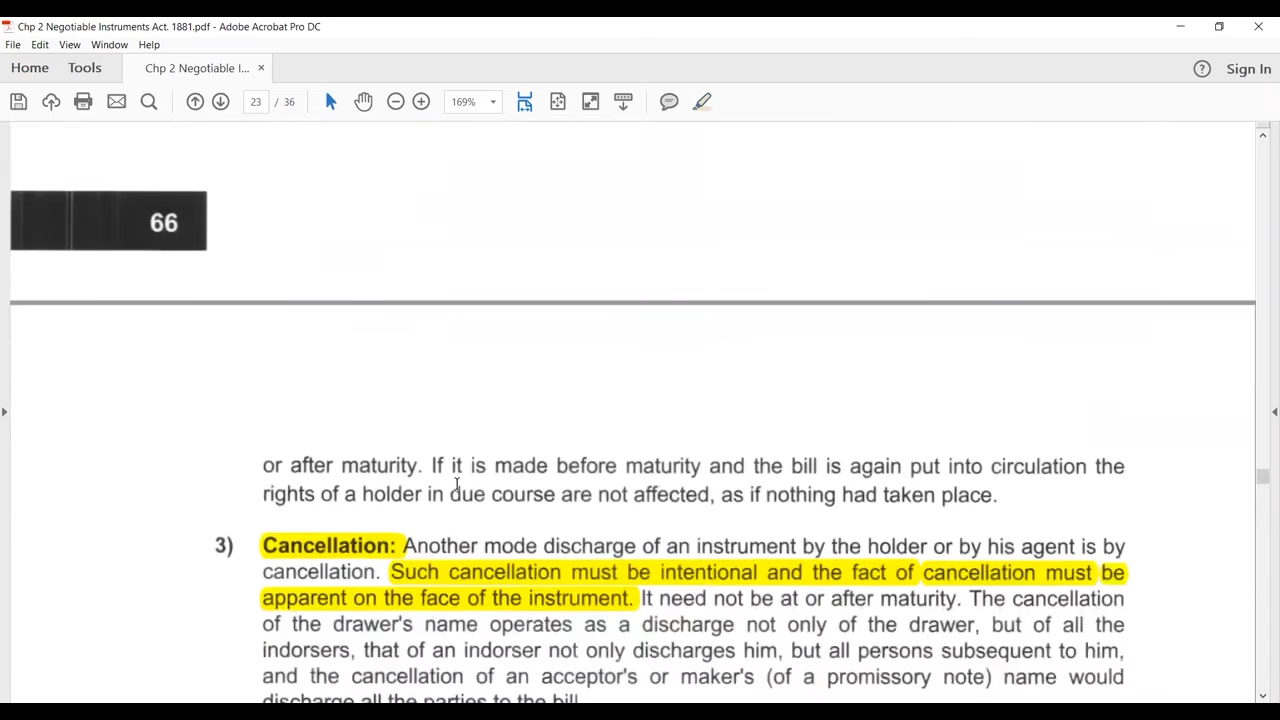 Chp 2 Negotiable Instruments Act. 1881.pdf - Adobe Acrobat Pro DC
File Edit View Window Help
Home Tools Chp 2 Negotiable I... × Sign In
23 / 36 169%
66
or after maturity. If it is made before maturity and the bill is again put into circulation the
rights of a holder in due course are not affected, as if nothing had taken place.
3) Cancellation: Another mode discharge of an instrument by the holder or by his agent is by
cancellation. Such cancellation must be intentional and the fact of cancellation must be
apparent on the face of the instrument. It need not be at or after maturity. The cancellation
of the drawer's name operates as a discharge not only of the drawer, but of all the
indorsers, that of an indorser not only discharges him, but all persons subsequent to him,
and the cancellation of an acceptor's or maker's (of a promissory note) name would
discharge all the parties to the bill.